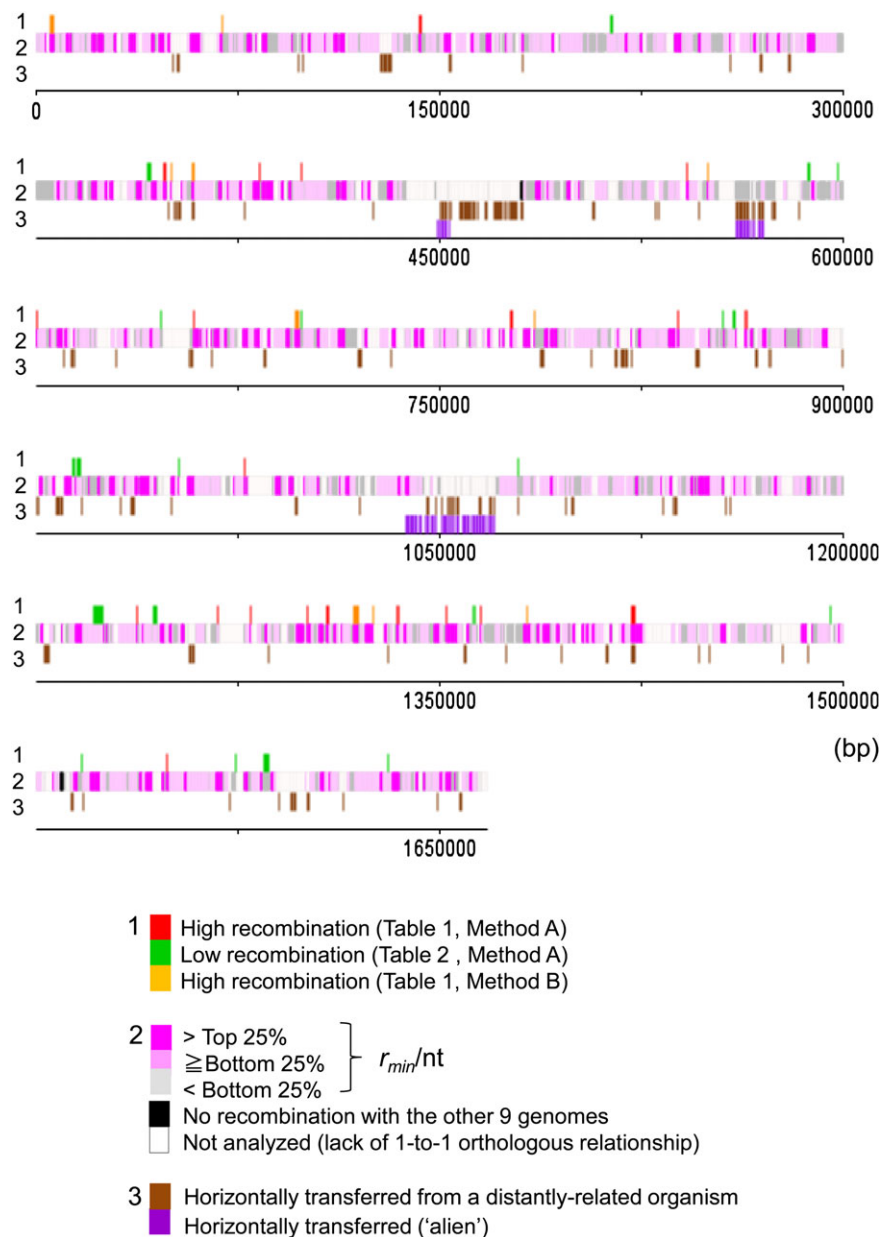 1
2
3
0 150000 300000
1
2
3
450000 600000
1
2
3
750000 900000
1
2
3
1050000 1200000
1
2
3
1350000 1500000
(bp)
1
2
3
1650000
1 High recombination (Table 1, Method A)
Low recombination (Table 2 , Method A)
High recombination (Table 1, Method B)
2 > Top 25%
≧Bottom 25% r_min/nt
< Bottom 25%
No recombination with the other 9 genomes
Not analyzed (lack of 1-to-1 orthologous relationship)
3 Horizontally transferred from a distantly-related organism
Horizontally transferred (‘alien’)